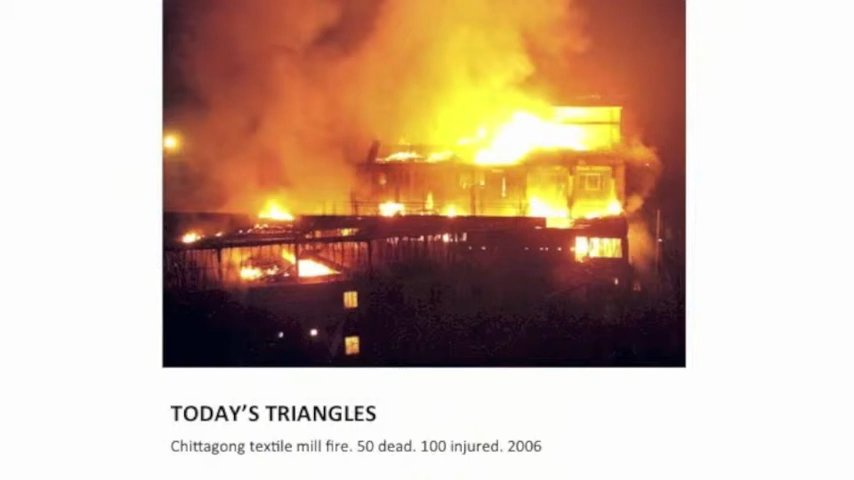 TODAY’S TRIANGLES
Chittagong textile mill fire. 50 dead. 100 injured. 2006